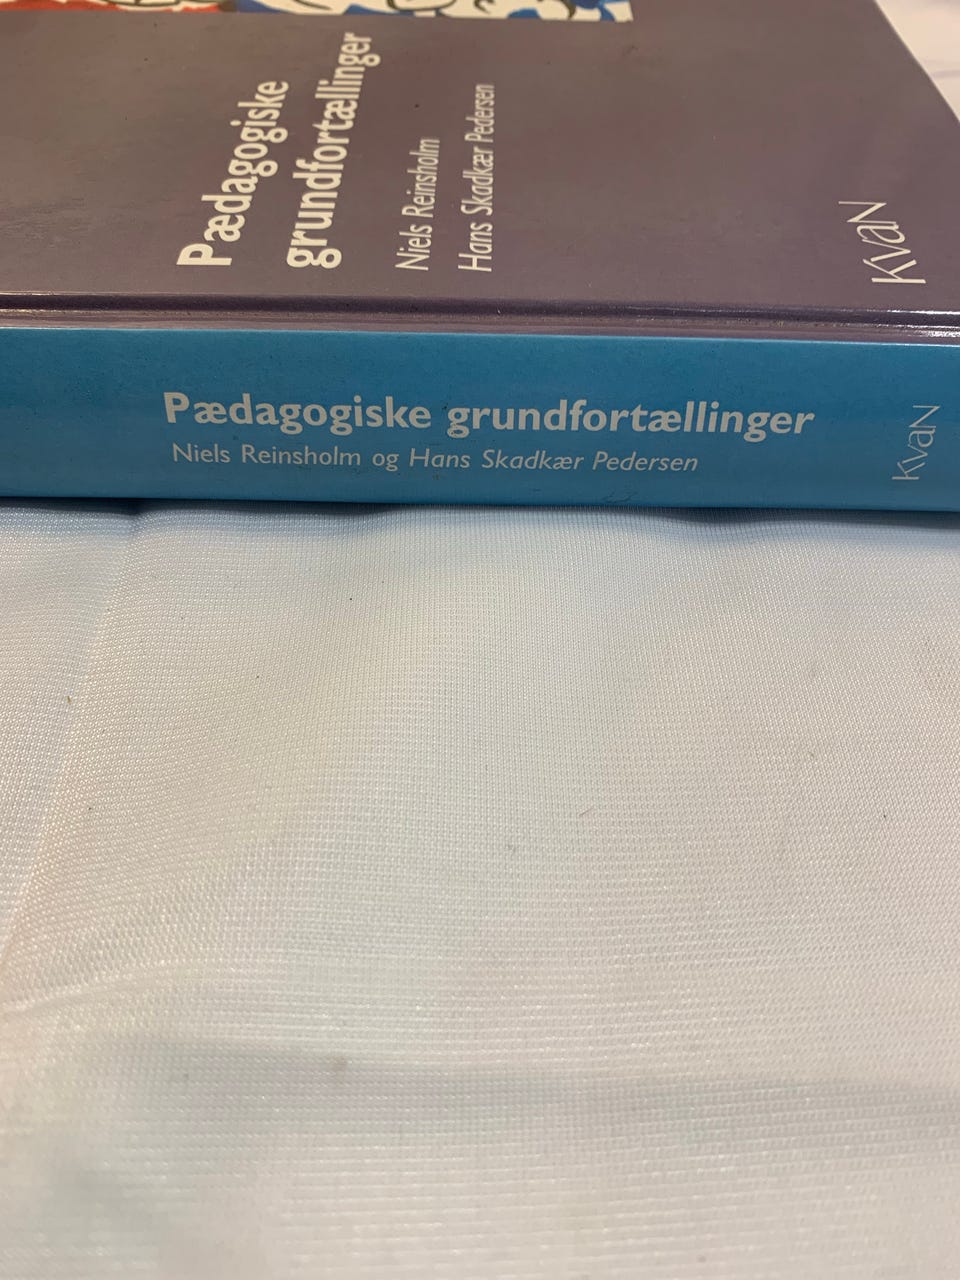 Pædagogiske
grundfortællinger
Niels Reinsholm
Hans Skadkær Pedersen
KvaN
Pædagogiske grundfortællinger
Niels Reinsholm og Hans Skadkær Pedersen
KvaN